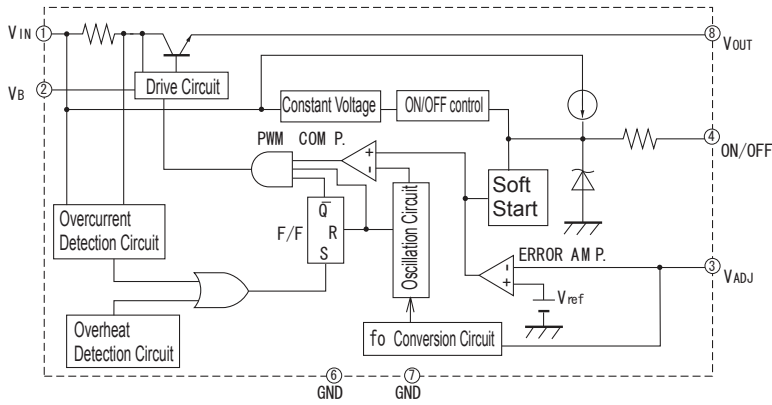 VIN
1
8
VOUT
VB
2
Drive Circuit
Constant Voltage
ON/OFF control
4
ON/OFF
PWM COMP.
+
-
Soft
Start
Overcurrent
Detection Circuit
F/F
Q̅
R
S
Oscillation Circuit
ERROR AMP.
-
+
3
VADJ
Vref
Overheat
Detection Circuit
fo Conversion Circuit
6
GND
7
GND